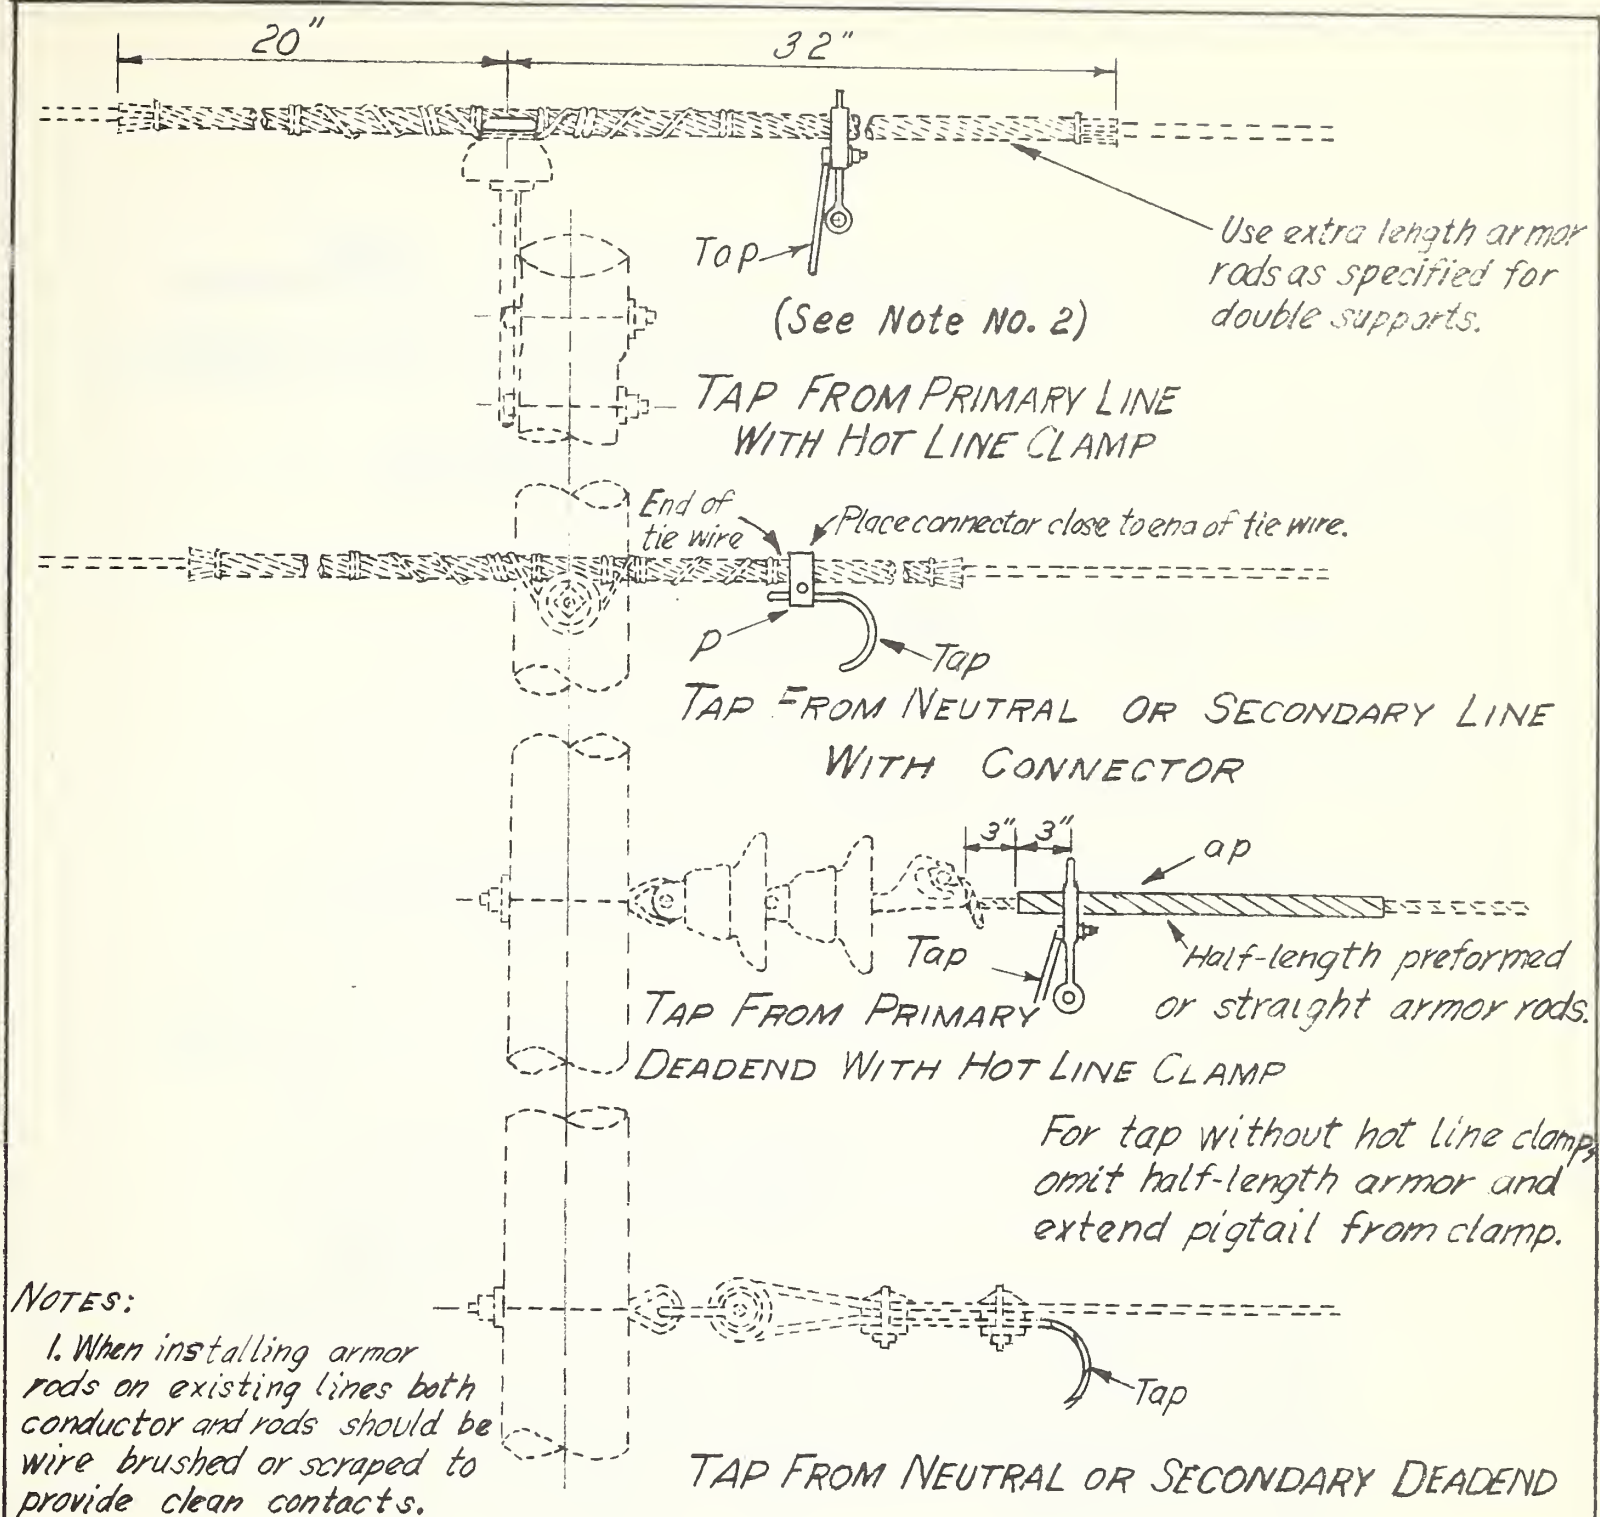 20" 32"
Tap
Use extra length armor
rods as specified for
double supports.
(See Note No. 2)
TAP FROM PRIMARY LINE
WITH HOT LINE CLAMP
End of
tie wire
Place connector close to end of tie wire.
p
Tap
TAP FROM NEUTRAL OR SECONDARY LINE
WITH CONNECTOR
3" 3"
ap
Tap
Half-length preformed
or straight armor rods.
TAP FROM PRIMARY
DEADEND WITH HOT LINE CLAMP
For tap without hot line clamp,
omit half-length armor and
extend pigtail from clamp.
Tap
TAP FROM NEUTRAL OR SECONDARY DEADEND
NOTES:
1. When installing armor
rods on existing lines both
conductor and rods should be
wire brushed or scraped to
provide clean contacts.